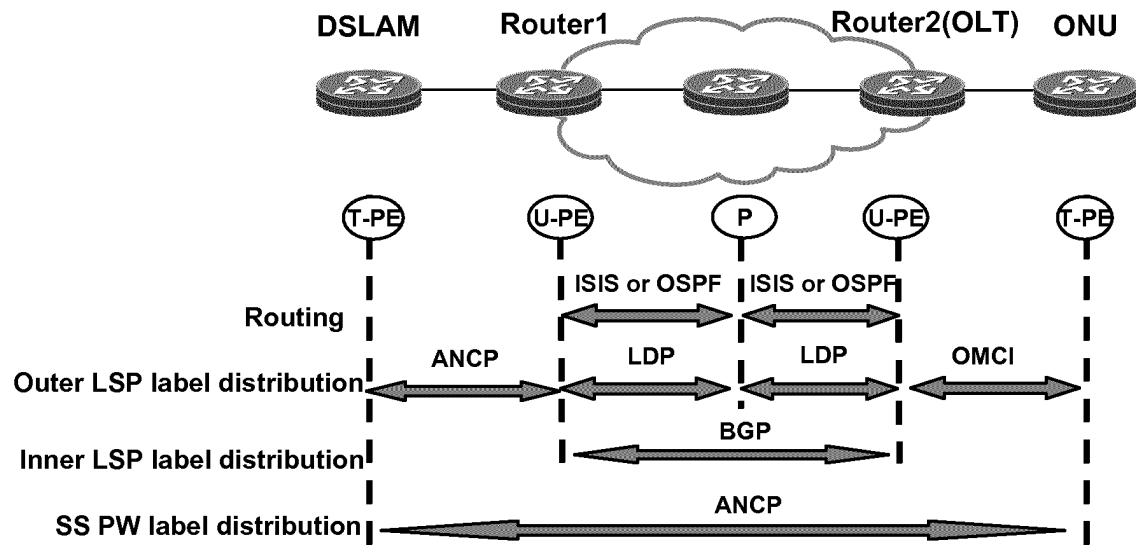 DSLAM Router1 Router2(OLT) ONU
T-PE U-PE P U-PE T-PE
ISIS or OSPF ISIS or OSPF
Routing
ANCP LDP LDP OMCI
Outer LSP label distribution
BGP
Inner LSP label distribution
ANCP
SS PW label distribution